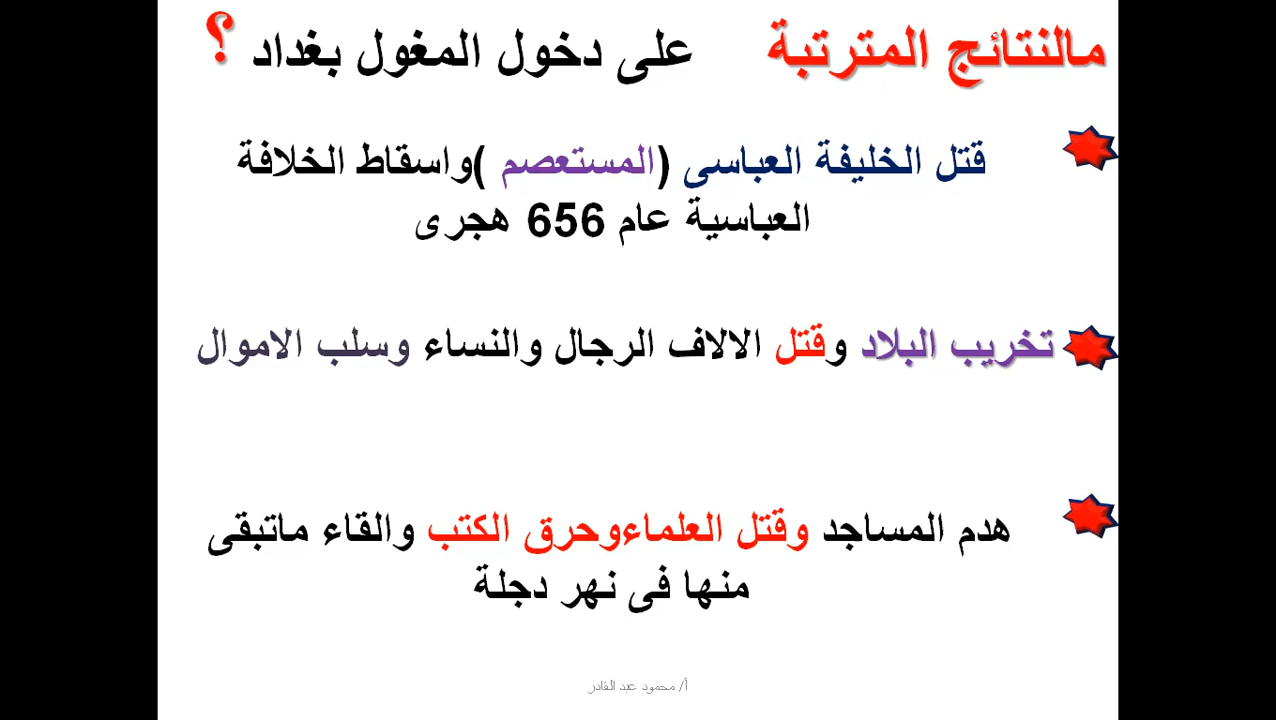 مالنتائج المترتبة على دخول المغول بغداد ؟
قتل الخليفة العباسى (المستعصم )واسقاط الخلافة
العباسية عام 656 هجرى
تخريب البلاد وقتل الالاف الرجال والنساء وسلب الاموال
هدم المساجد وقتل العلماءوحرق الكتب والقاء ماتبقى
منها فى نهر دجلة
أ/ محمود عبد القادر